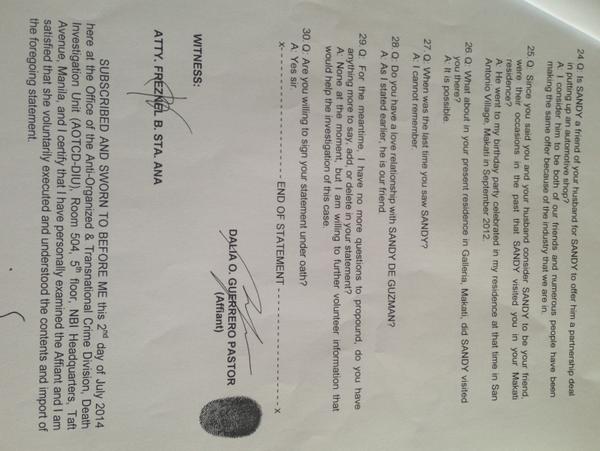 24 Q: Is SANDY a friend of your husband for SANDY to offer him a partnership deal
in putting up an automotive shop?
A: I consider him to be both of our friends and numerous people have been
making the same offer because of the industry that we are in.
25 Q: Since you said you and your husband consider SANDY to be your friend,
were their occasions in the past that SANDY visited you in your Makati
residence?
A: He went to my birthday party celebrated in my residence at that time in San
Antonio Village, Makati in September 2012.
26 Q: What about in your present residence in Galleria, Makati, did SANDY visited
you there?
A: It is possible.
27 Q: When was the last time you saw SANDY?
A: I cannot remember
28 Q: Do you have a love relationship with SANDY DE GUZMAN?
A: As I stated earlier, he is our friend
29 Q: For the meantime, I have no more questions to propound, do you have
anything more to say, add, or delete in your statement?
A: None at the moment, but I am willing to further volunteer information that
would help the investigation of this case.
30 Q: Are you willing to sign your statement under oath?
A: Yes sir.
x- - - - - - - - - - - - - - - - - - - - - - - -END OF STATEMENT - - - - - - - - - - - - - - - - - - - -x
DALIA O. GUERRERO PASTOR
(Affiant)
WITNESS:
ATTY. FREZNEL B. STA. ANA
SUBSCRIBED AND SWORN TO BEFORE ME this 2nd day of July 2014
here at the Office of the Anti-Organized & Transnational Crime Division, Death
Investigation Unit (AOTCD-DIU), Room 504, 5th floor, NBI Headquarters, Taft
Avenue, Manila, and I certify that I have personally examined the Affiant and I am
satisfied that she voluntarily executed and understood the contents and import of
the foregoing statement.